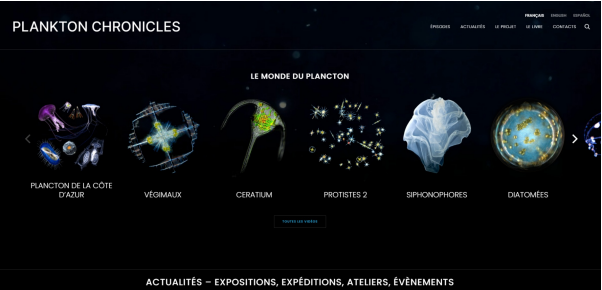 PLANKTON CHRONICLES
FRANÇAIS ENGLISH ESPAÑOL
ÉPISODES ACTUALITÉS LE PROJET LE LIVRE CONTACTS
LE MONDE DU PLANCTON
PLANCTON DE LA CÔTE
D'AZUR
VÉGIMAUX
CERATIUM
PROTISTES 2
SIPHONOPHORES
DIATOMÉES
TOUTES LES VIDÉOS
ACTUALITÉS – EXPOSITIONS, EXPÉDITIONS, ATELIERS, ÉVÈNEMENTS